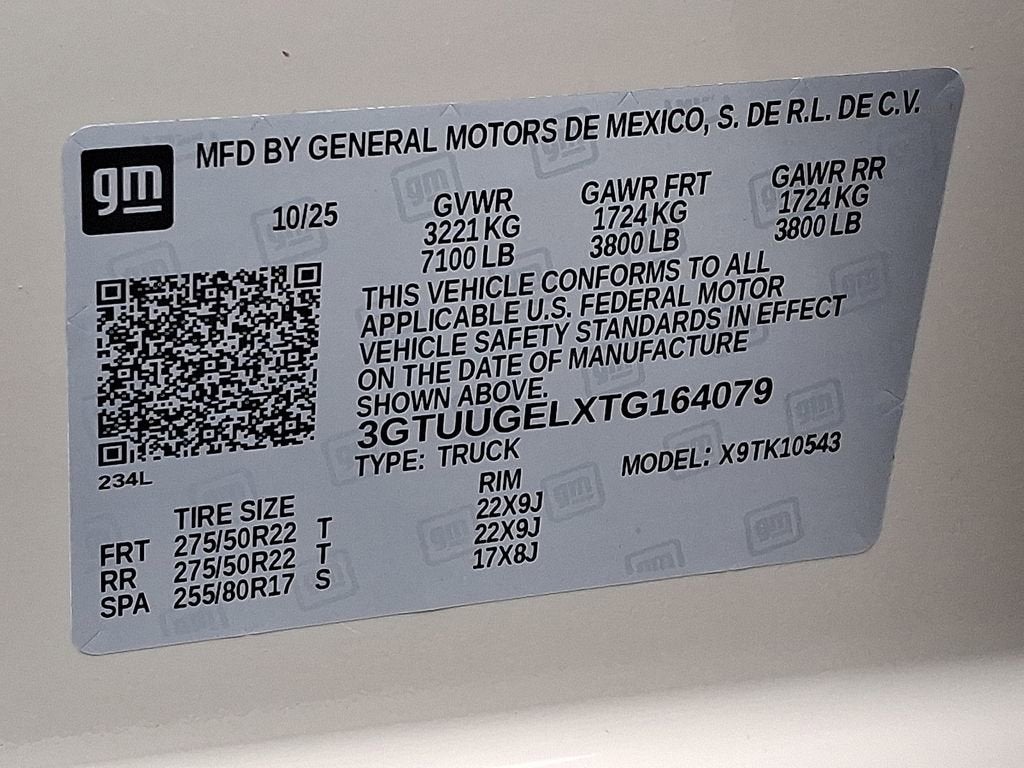 gm
MFD BY GENERAL MOTORS DE MEXICO, S. DE R.L. DE C.V.
10/25
GVWR GAWR FRT GAWR RR
3221 KG 1724 KG 1724 KG
7100 LB 3800 LB 3800 LB
THIS VEHICLE CONFORMS TO ALL
APPLICABLE U.S. FEDERAL MOTOR
VEHICLE SAFETY STANDARDS IN EFFECT
ON THE DATE OF MANUFACTURE
SHOWN ABOVE.
3GTUUGELXTG164079
TYPE: TRUCK MODEL: X9TK10543
234L
TIRE SIZE RIM
FRT 275/50R22 T 22X9J
RR 275/50R22 T 22X9J
SPA 255/80R17 S 17X8J